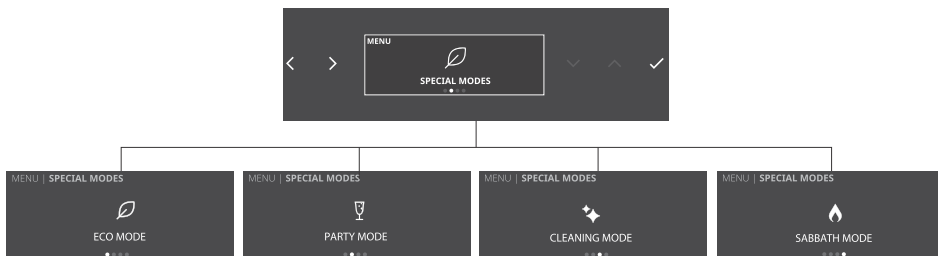 MENU
SPECIAL MODES
MENU | SPECIAL MODES
ECO MODE
MENU | SPECIAL MODES
PARTY MODE
MENU | SPECIAL MODES
CLEANING MODE
MENU | SPECIAL MODES
SABBATH MODE